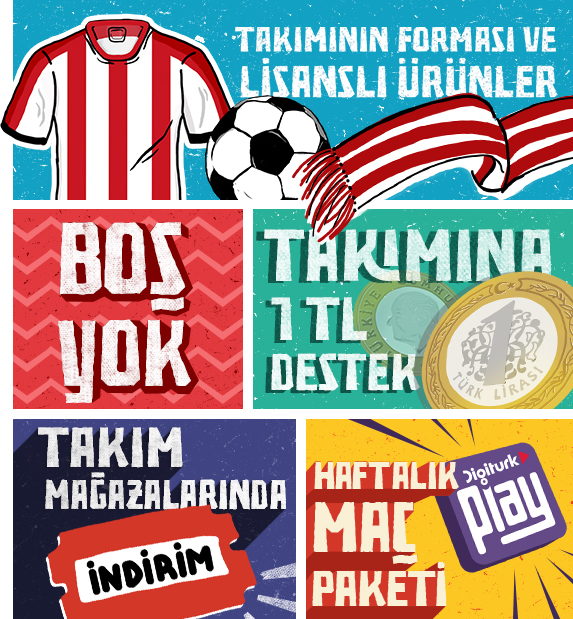 TAKIMININ FORMASI VE
LİSANSLI ÜRÜNLER
BOŞ
YOK
TAKIMINA
1 TL
DESTEK
1
TÜRK LİRASI
TAKIM
MAĞAZALARINDA
İNDİRİM
HAFTALIK
MAÇ
PAKETİ
Digiturk
play